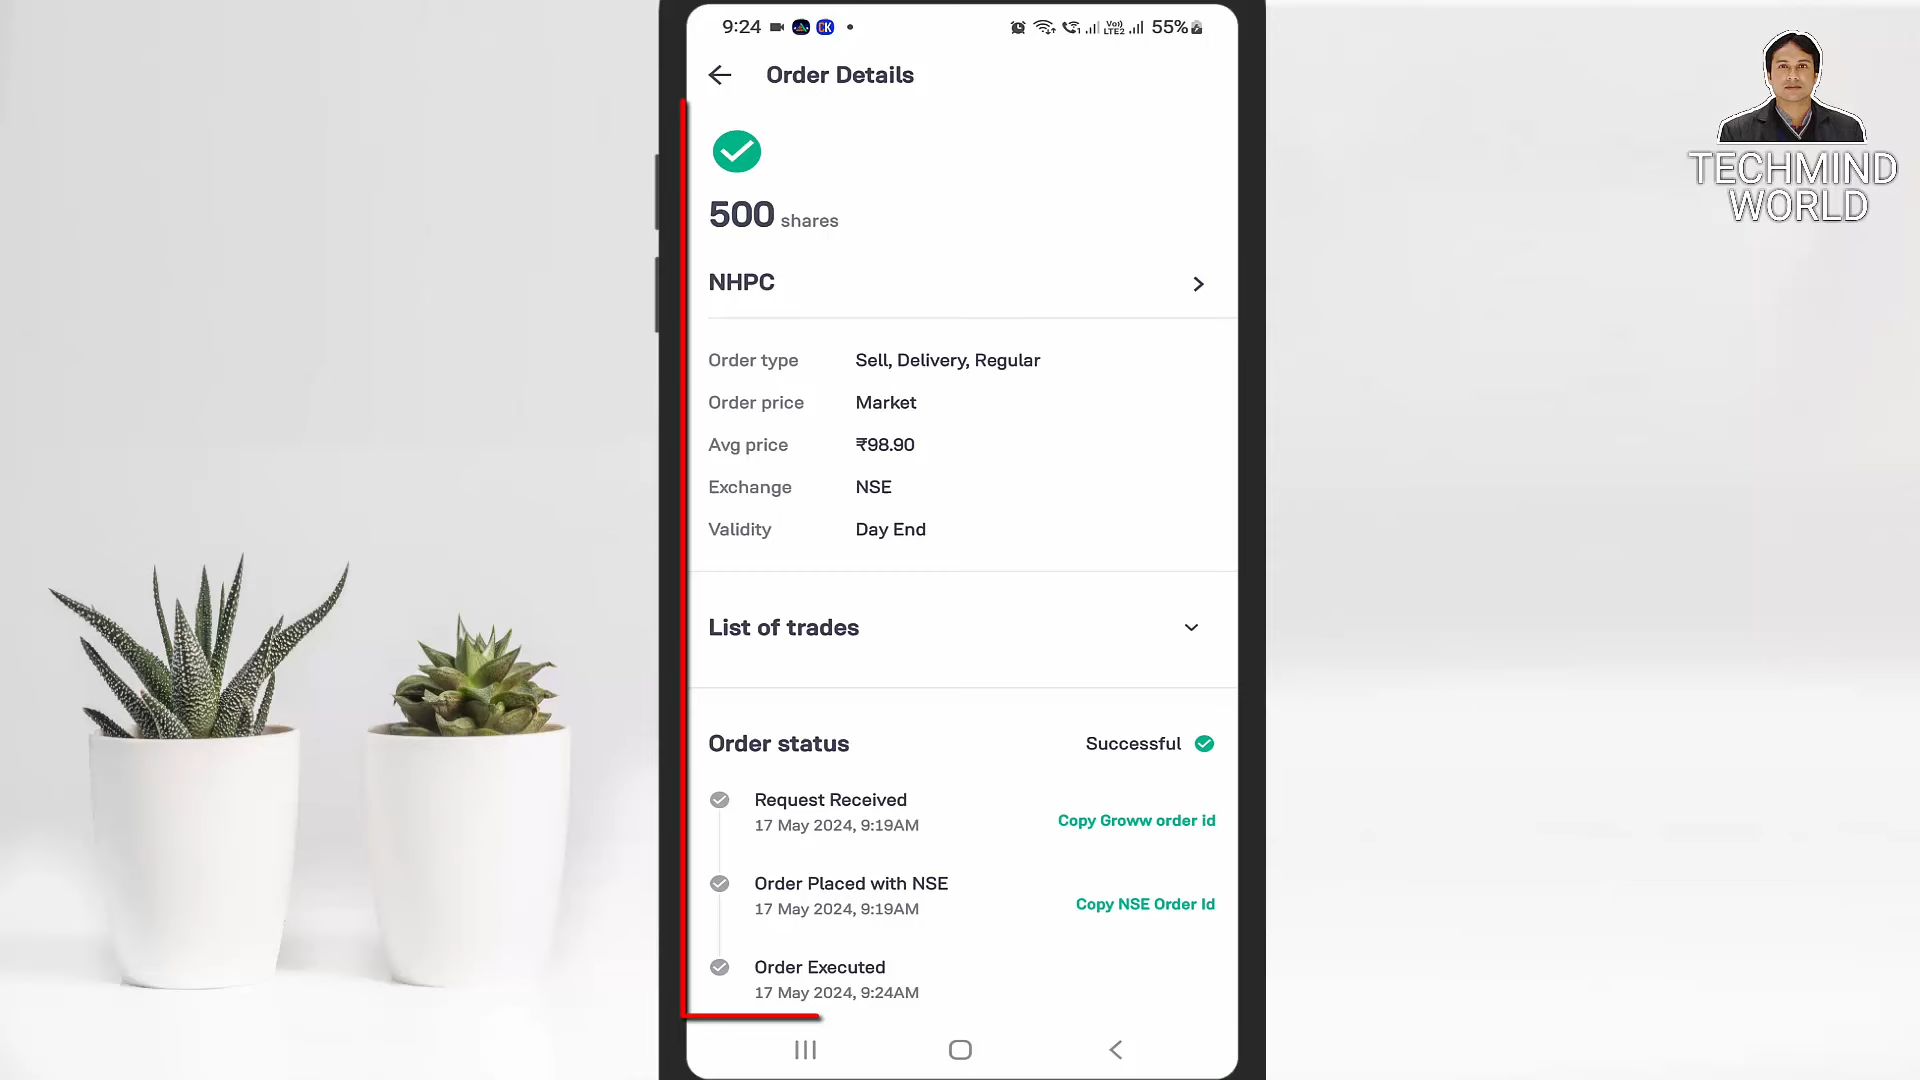 9:24
CK
Vo))
LTE2
55%
Order Details
500 shares
NHPC
Order type Sell, Delivery, Regular
Order price Market
Avg price ₹98.90
Exchange NSE
Validity Day End
List of trades
Order status Successful
Request Received
17 May 2024, 9:19AM
Copy Groww order id
Order Placed with NSE
17 May 2024, 9:19AM
Copy NSE Order Id
Order Executed
17 May 2024, 9:24AM
TECHMIND
WORLD